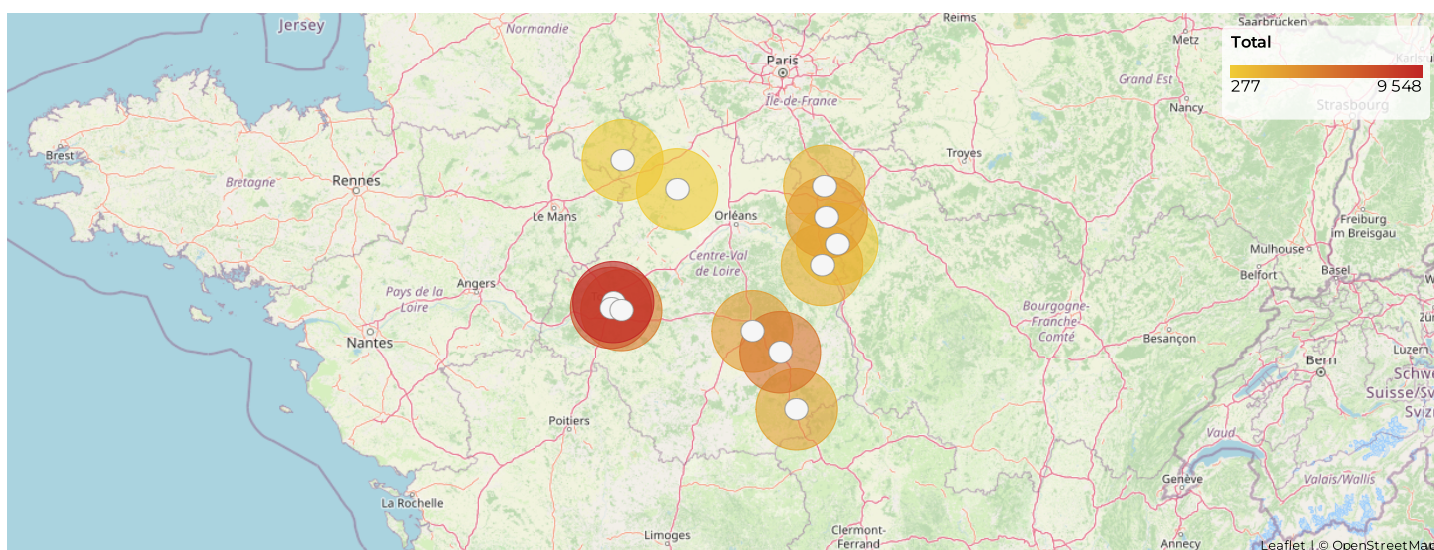 Jersey
Normandie
Reims
Saarbrücken
Metz
Paris
Île-de-France
Grand Est
Nancy
Total
277
9 548
Strasbourg
Brest
Bretagne
Rennes
le Mans
Orléans
Troyes
Centre-Val
de Loire
Freiburg
im Breisgau
Mulhouse
Belfort
Basel
Pays de la
Loire
Angers
Nantes
Bourgogne-
Franche-
Comté
Besançon
Bern
Luzern
Suisse/Sv
Poitiers
Vaud
Genève
Valais/Wallis
La Rochelle
Limoges
Clermont-
Ferrand
Annecy
Leaflet | © OpenStreetMap